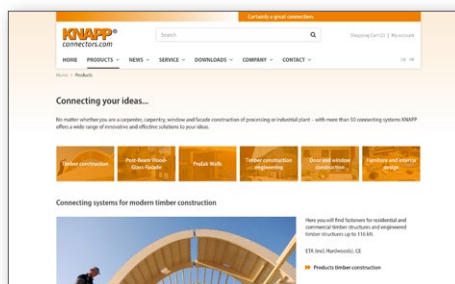 Certainly a great connection.
KNAPP®
connectors.com
Search
Shopping Cart (0) | My account
HOME PRODUCTS NEWS SERVICE DOWNLOADS COMPANY CONTACT
Home > Products
Connecting your ideas...
No matter whether you are a carpenter, carpentry, window and facade construction of processing or industrial plant – with more than 50 connecting systems KNAPP
offers a wide range of innovative and effective solutions to your ideas.
Timber construction
Post-Beam Wood-
Glass-Facade
Prefab Walls
Timber construction
engineering
Door and window
construction
Furniture and interior
design
Connecting systems for modern timber construction
Here you will find fasteners for residential and
commercial timber structures and engineered
timber structures up to 116 kN.
ETA (incl. Hardwoods), CE
Products timber construction